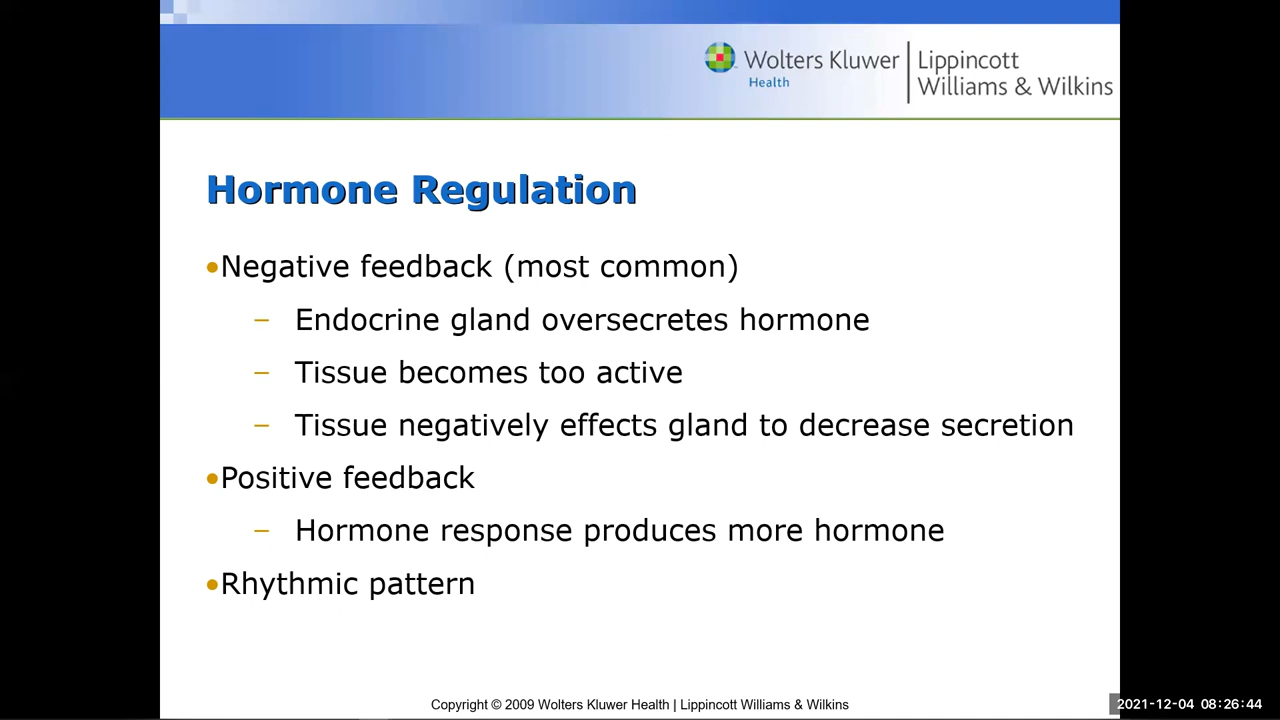 Wolters Kluwer
Health
Lippincott
Williams & Wilkins
Hormone Regulation
•Negative feedback (most common)
– Endocrine gland oversecretes hormone
– Tissue becomes too active
– Tissue negatively effects gland to decrease secretion
•Positive feedback
– Hormone response produces more hormone
•Rhythmic pattern
Copyright © 2009 Wolters Kluwer Health | Lippincott Williams & Wilkins
2021-12-04 08:26:44